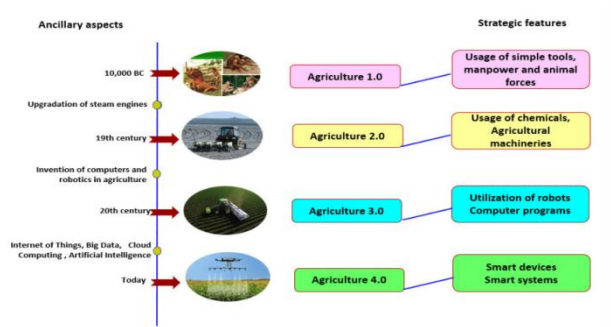 Ancillary aspects
Strategic features
10,000 BC
Agriculture 1.0
Usage of simple tools,
manpower and animal
forces
Upgradation of steam engines
19th century
Agriculture 2.0
Usage of chemicals,
Agricultural
machineries
Invention of computers and
robotics in agriculture
20th century
Agriculture 3.0
Utilization of robots
Computer programs
Internet of Things, Big Data, Cloud
Computing , Artificial Intelligence
Today
Agriculture 4.0
Smart devices
Smart systems